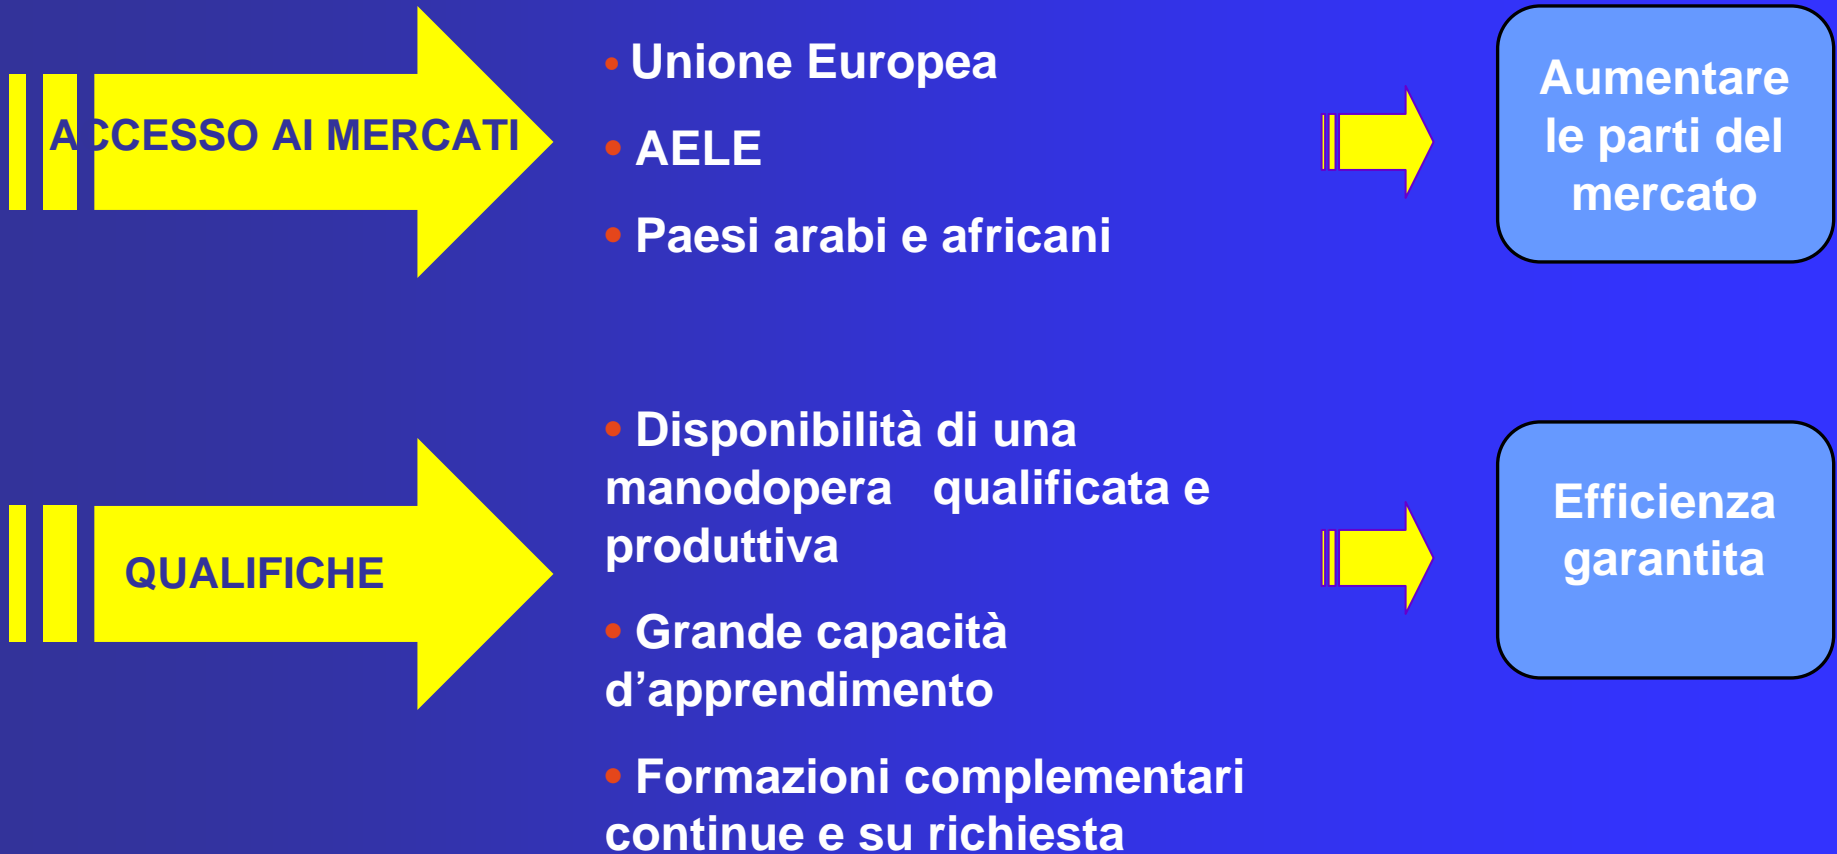 ACCESSO AI MERCATI
• Unione Europea
• AELE
• Paesi arabi e africani
Aumentare
le parti del
mercato
QUALIFICHE
• Disponibilità di una
manodopera qualificata e
produttiva
• Grande capacità
d’apprendimento
• Formazioni complementari
continue e su richiesta
Efficienza
garantita